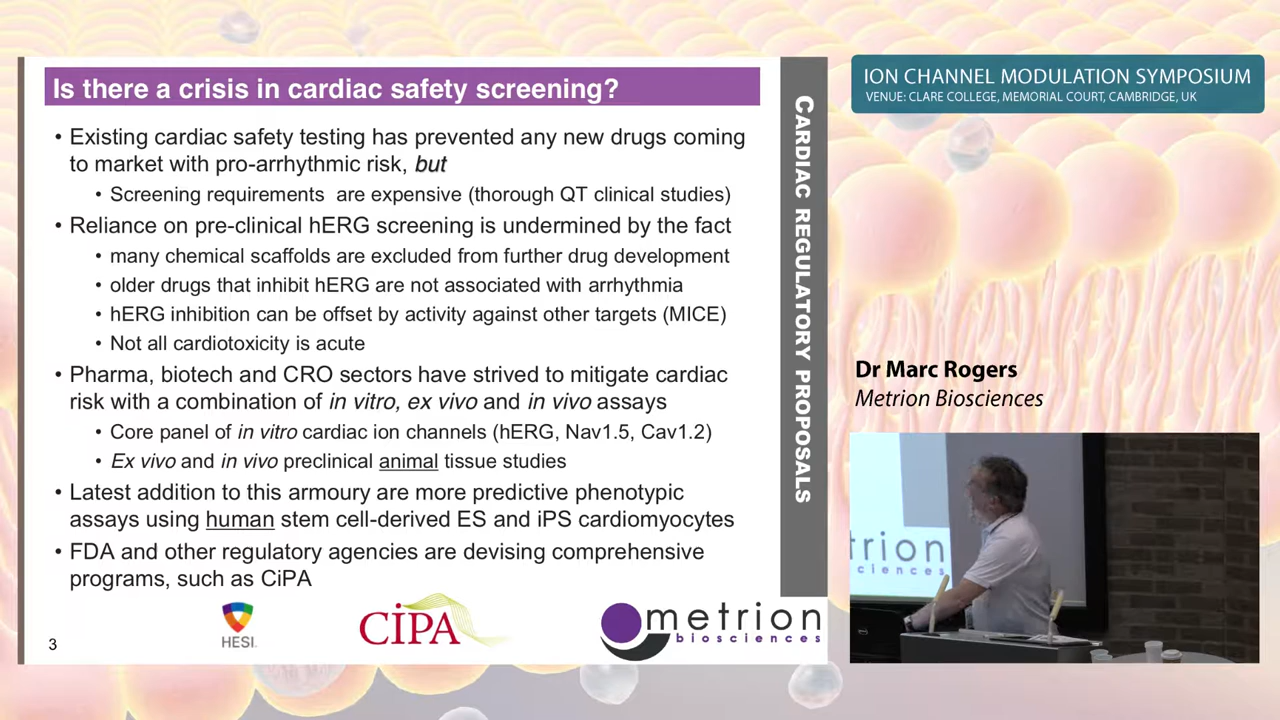 Is there a crisis in cardiac safety screening?
• Existing cardiac safety testing has prevented any new drugs coming
to market with pro-arrhythmic risk, but
• Screening requirements are expensive (thorough QT clinical studies)
• Reliance on pre-clinical hERG screening is undermined by the fact
• many chemical scaffolds are excluded from further drug development
• older drugs that inhibit hERG are not associated with arrhythmia
• hERG inhibition can be offset by activity against other targets (MICE)
• Not all cardiotoxicity is acute
• Pharma, biotech and CRO sectors have strived to mitigate cardiac
risk with a combination of in vitro, ex vivo and in vivo assays
• Core panel of in vitro cardiac ion channels (hERG, Nav1.5, Cav1.2)
• Ex vivo and in vivo preclinical animal tissue studies
• Latest addition to this armoury are more predictive phenotypic
assays using human stem cell-derived ES and iPS cardiomyocytes
• FDA and other regulatory agencies are devising comprehensive
programs, such as CiPA
3
HESI
CiPA
metrion
biosciences
CARDIAC REGULATORY PROPOSALS
ION CHANNEL MODULATION SYMPOSIUM
VENUE: CLARE COLLEGE, MEMORIAL COURT, CAMBRIDGE, UK
Dr Marc Rogers
Metrion Biosciences
trion
sciences